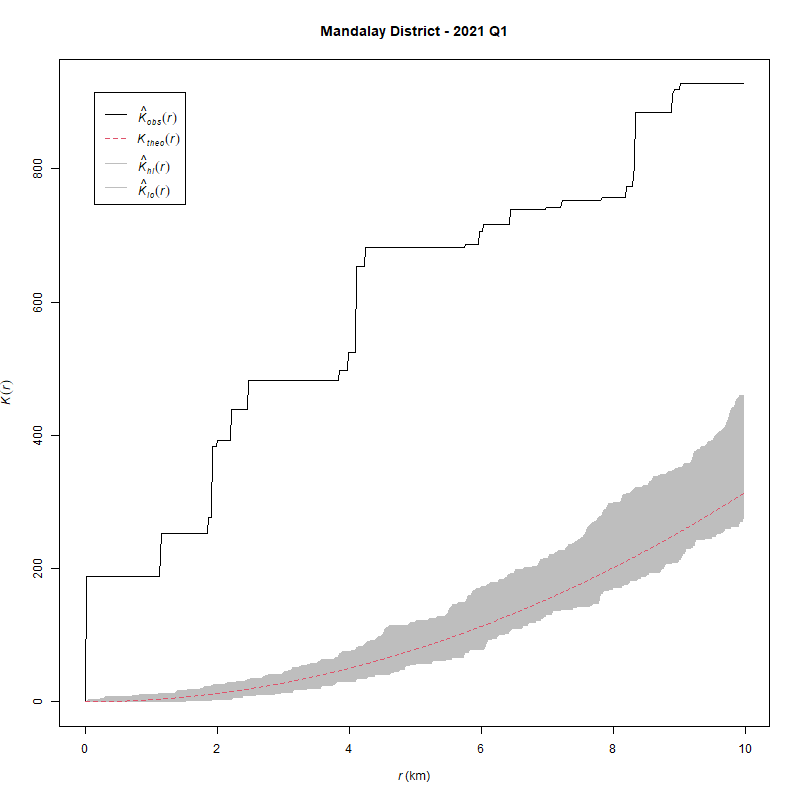 Mandalay District - 2021 Q1
K̂obs(r)
Ktheo(r)
K̂hi(r)
K̂lo(r)
K(r)
800
600
400
200
0
0 2 4 6 8 10
r (km)